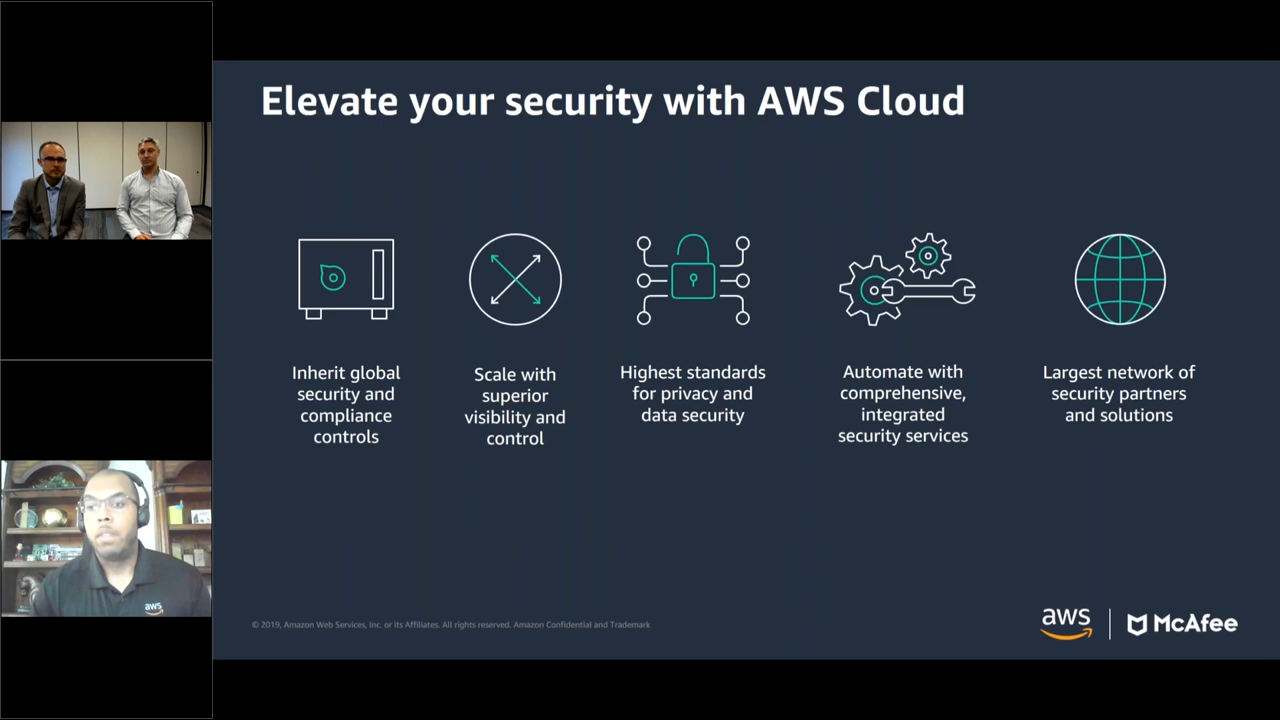 Elevate your security with AWS Cloud
Inherit global
security and
compliance
controls
Scale with
superior
visibility and
control
Highest standards
for privacy and
data security
Automate with
comprehensive,
integrated
security services
Largest network of
security partners
and solutions
aws
© 2019, Amazon Web Services, Inc. or its Affiliates. All rights reserved. Amazon Confidential and Trademark
aws
McAfee